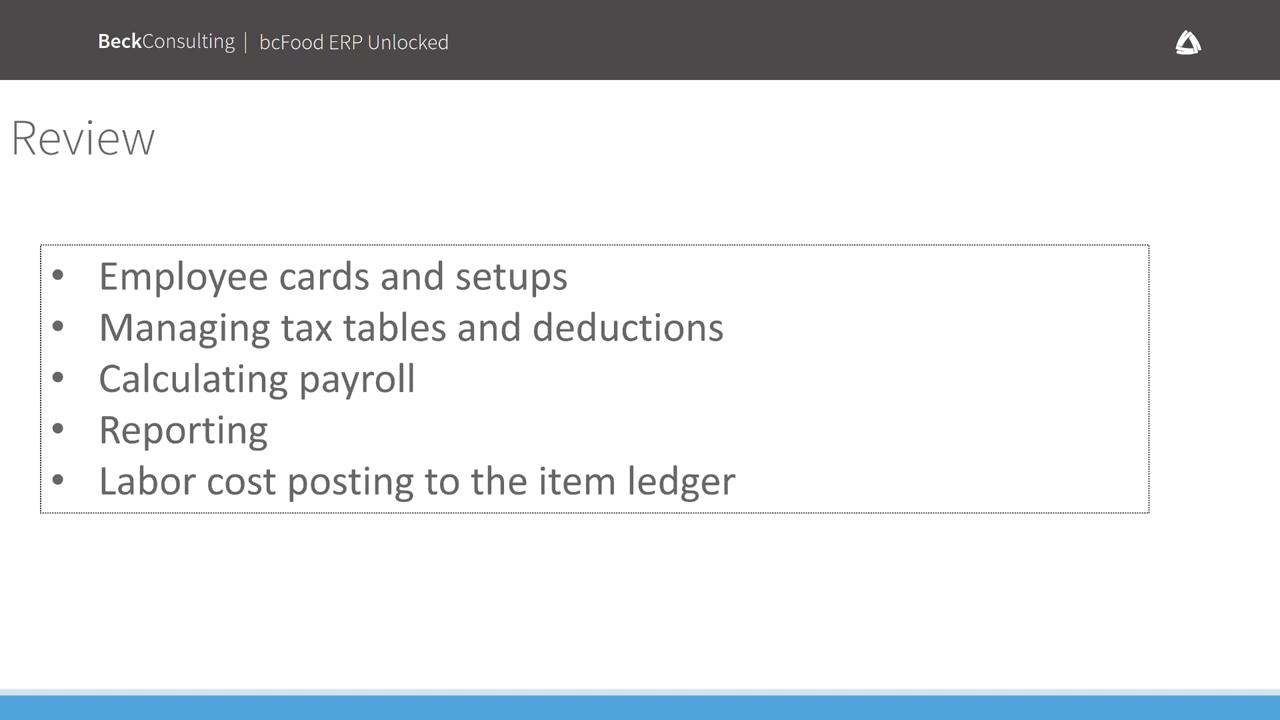 BeckConsulting | bcFood ERP Unlocked
Review
• Employee cards and setups
• Managing tax tables and deductions
• Calculating payroll
• Reporting
• Labor cost posting to the item ledger